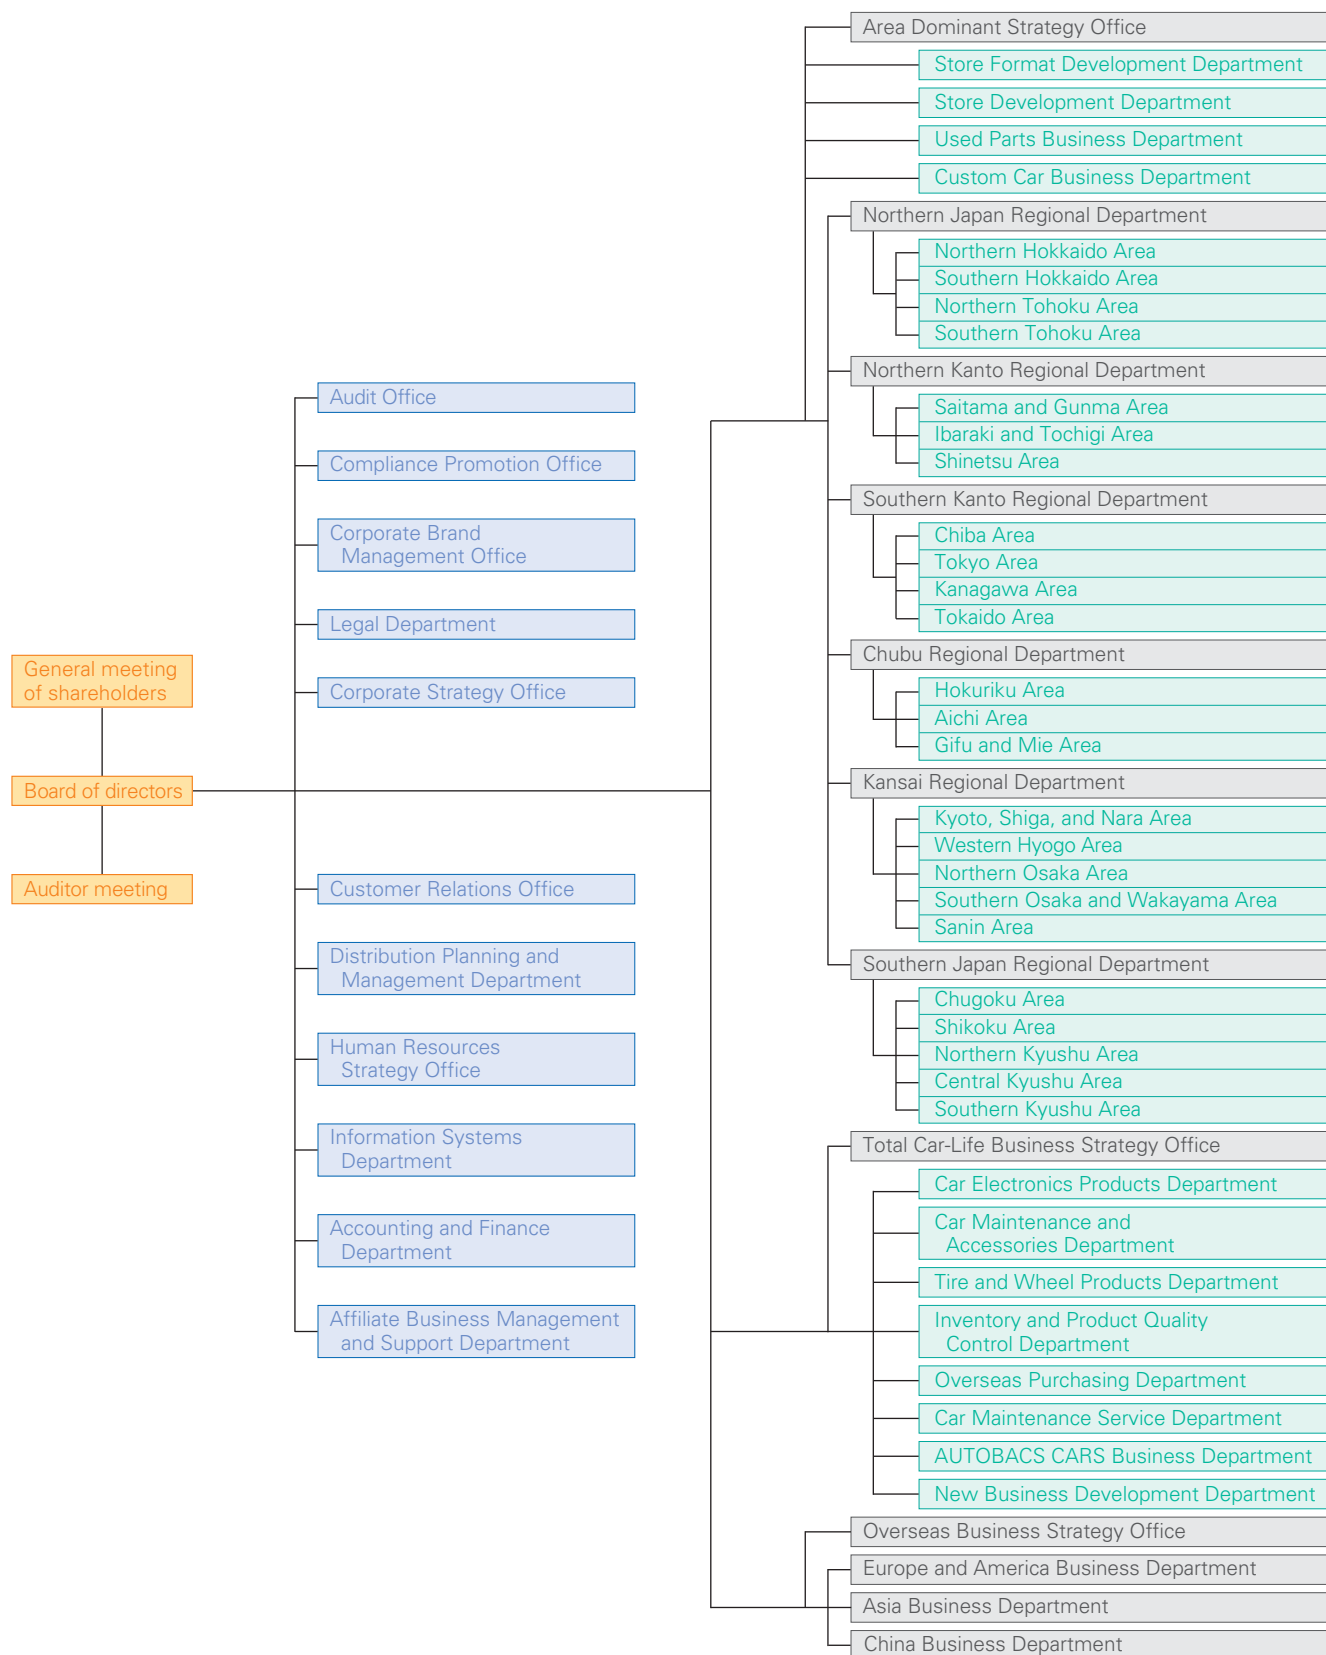 General meeting
of shareholders
Board of directors
Auditor meeting
Audit Office
Compliance Promotion Office
Corporate Brand
Management Office
Legal Department
Corporate Strategy Office
Customer Relations Office
Distribution Planning and
Management Department
Human Resources
Strategy Office
Information Systems
Department
Accounting and Finance
Department
Affiliate Business Management
and Support Department
Area Dominant Strategy Office
Store Format Development Department
Store Development Department
Used Parts Business Department
Custom Car Business Department
Northern Japan Regional Department
Northern Hokkaido Area
Southern Hokkaido Area
Northern Tohoku Area
Southern Tohoku Area
Northern Kanto Regional Department
Saitama and Gunma Area
Ibaraki and Tochigi Area
Shinetsu Area
Southern Kanto Regional Department
Chiba Area
Tokyo Area
Kanagawa Area
Tokaido Area
Chubu Regional Department
Hokuriku Area
Aichi Area
Gifu and Mie Area
Kansai Regional Department
Kyoto, Shiga, and Nara Area
Western Hyogo Area
Northern Osaka Area
Southern Osaka and Wakayama Area
Sanin Area
Southern Japan Regional Department
Chugoku Area
Shikoku Area
Northern Kyushu Area
Central Kyushu Area
Southern Kyushu Area
Total Car-Life Business Strategy Office
Car Electronics Products Department
Car Maintenance and
Accessories Department
Tire and Wheel Products Department
Inventory and Product Quality
Control Department
Overseas Purchasing Department
Car Maintenance Service Department
AUTOBACS CARS Business Department
New Business Development Department
Overseas Business Strategy Office
Europe and America Business Department
Asia Business Department
China Business Department